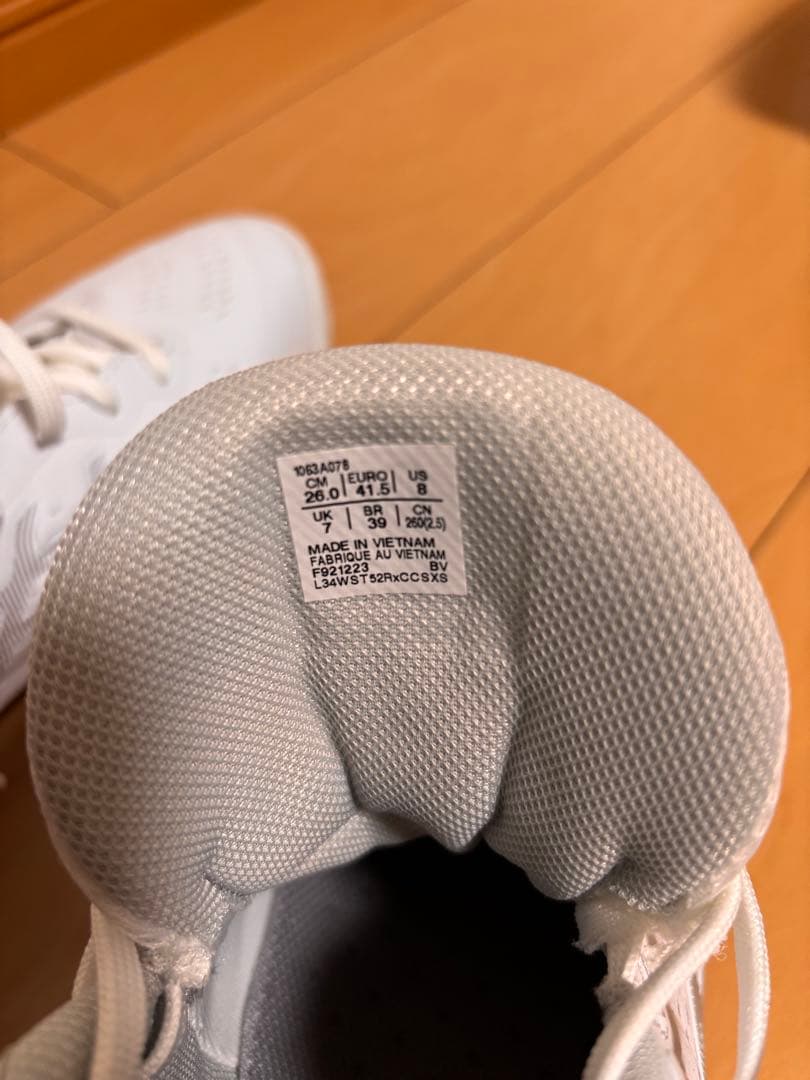 1063A078
CM EURO US
26.0 41.5 8
UK BR CN
7 39 260(2.5)
MADE IN VIETNAM
FABRIQUE AU VIETNAM
F921223 BV
L34WST52RxCCSXS